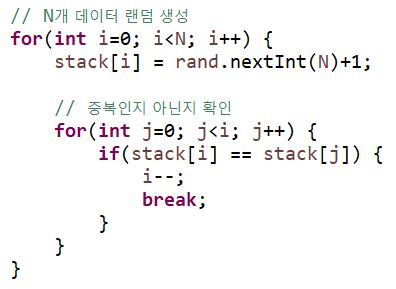 // N개 데이터 랜덤 생성
for(int i=0; i<N; i++) {
    stack[i] = rand.nextInt(N)+1;

    // 중복인지 아닌지 확인
    for(int j=0; j<i; j++) {
        if(stack[i] == stack[j]) {
            i--;
            break;
        }
    }
}